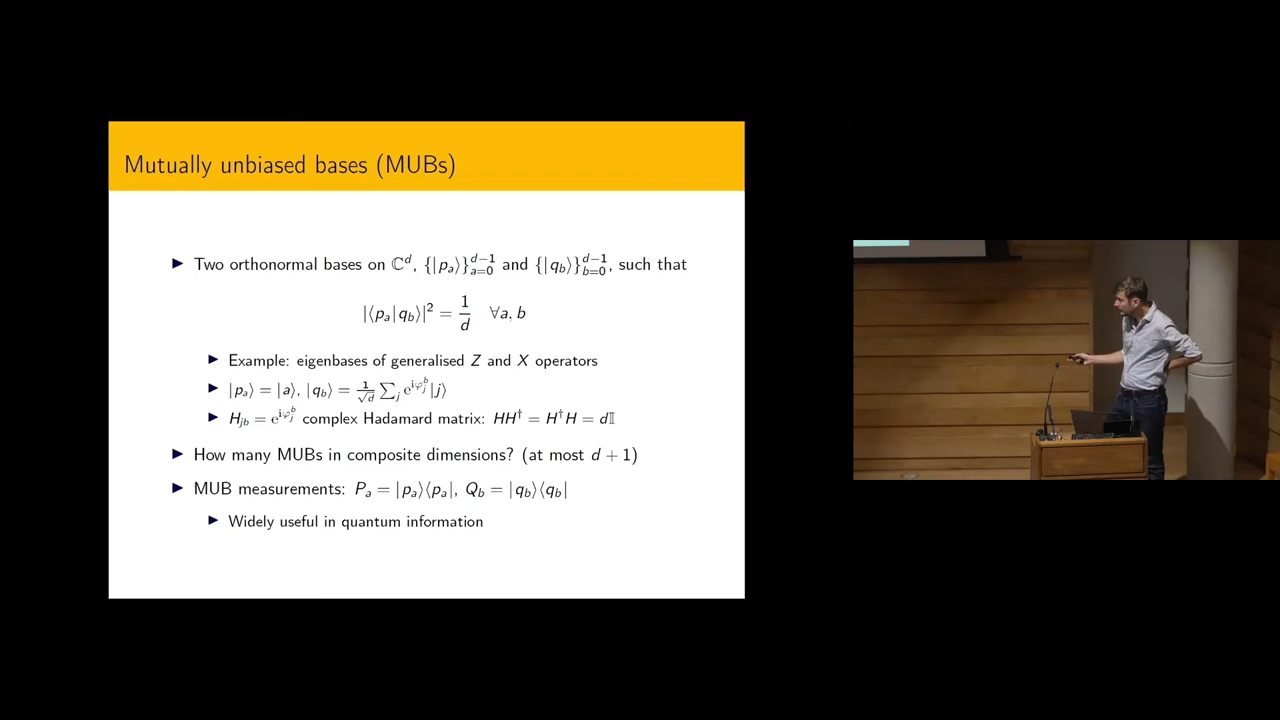 Mutually unbiased bases (MUBs)
▶ Two orthonormal bases on ℂ^d, {|p_a⟩}_{a=0}^{d−1} and {|q_b⟩}_{b=0}^{d−1}, such that
|⟨p_a|q_b⟩|² = 1/d ∀a, b
▶ Example: eigenbases of generalised Z and X operators
▶ |p_a⟩ = |a⟩, |q_b⟩ = 1/√d ∑_j e^{iφ_j^b}|j⟩
▶ H_{jb} = e^{iφ_j^b} complex Hadamard matrix: HH† = H†H = d𝕀
▶ How many MUBs in composite dimensions? (at most d + 1)
▶ MUB measurements: P_a = |p_a⟩⟨p_a|, Q_b = |q_b⟩⟨q_b|
▶ Widely useful in quantum information